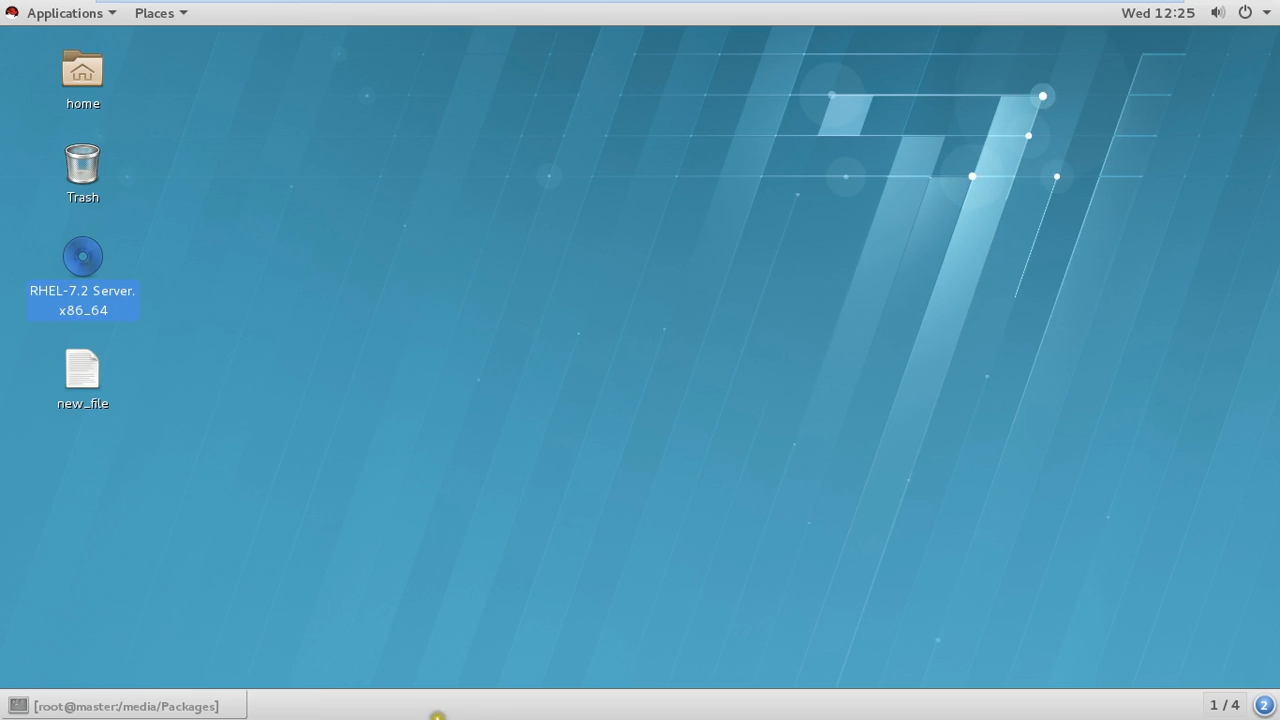 Applications
Places
Wed 12:25
home
Trash
RHEL-7.2 Server.
x86_64
new_file
[root@master:/media/Packages]
1 / 4
2